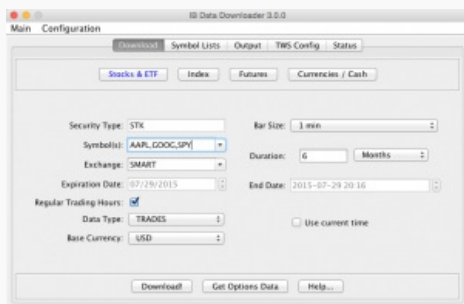 IB Data Downloader 3.0.0
Main Configuration
Download Symbol Lists Output TWS Config Status
Stocks & ETF Index Futures Currencies / Cash
Security Type: STK
Symbol(s): AAPL,GOOG,SPY
Exchange: SMART
Expiration Date: 07/29/2015
Regular Trading Hours:
Data Type: TRADES
Base Currency: USD
Bar Size: 1 min
Duration: 6 Months
End Date: 2015-07-29 20:16
Use current time
Download! Get Options Data Help...